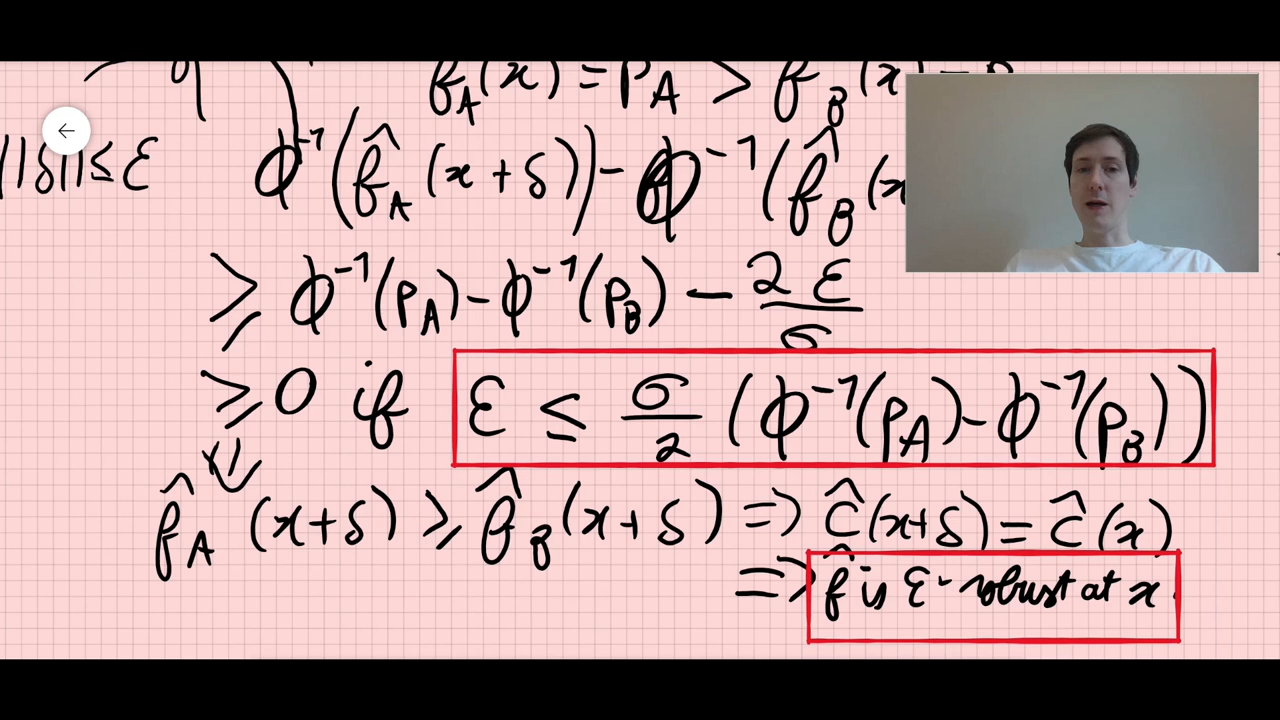 f̂_A(x) = p_A > f̂_B(x) =
||δ|| ≤ ε Φ⁻¹(f̂_A(x+δ)) - Φ⁻¹(f̂_B(x
≥ Φ⁻¹(p_A) - Φ⁻¹(p_B) - 2ε/σ
≥ 0 if ε ≤ σ/2 (Φ⁻¹(p_A) - Φ⁻¹(p_B))
f̂_A(x+δ) ≥ f̂_B(x+δ) => ĉ(x+δ) = ĉ(x)
=> f̂ is ε-robust at x.